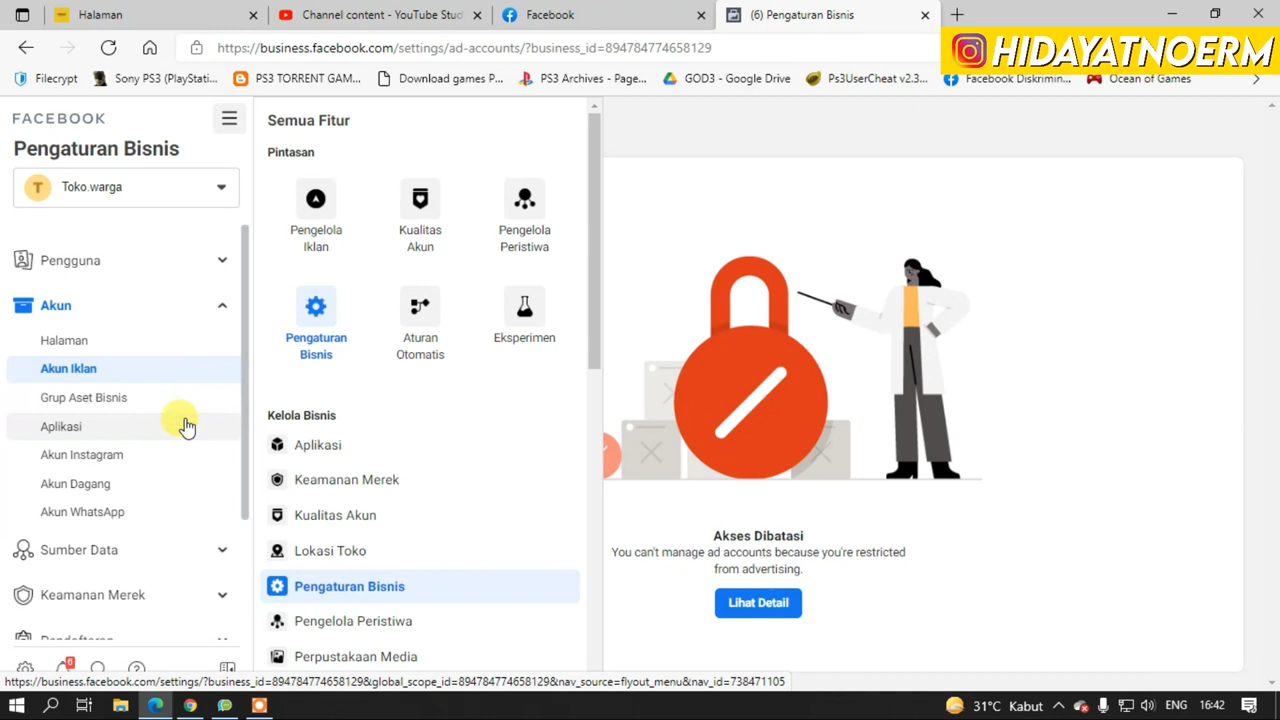 Halaman
Channel content - YouTube Stud
Facebook
(6) Pengaturan Bisnis
https://business.facebook.com/settings/ad-accounts/?business_id=894784774658129
HIDAYATNOERM
Filecrypt
Sony PS3 (PlayStatio...
PS3 TORRENT GAM...
Download games P...
PS3 Archives - Page...
GOD3 - Google Drive
Ps3UserCheat v2.3...
Facebook Diskrimin...
Ocean of Games
FACEBOOK
Pengaturan Bisnis
T
Toko.warga
Pengguna
Akun
Halaman
Akun Iklan
Grup Aset Bisnis
Aplikasi
Akun Instagram
Akun Dagang
Akun WhatsApp
Sumber Data
Keamanan Merek
6
Semua Fitur
Pintasan
Pengelola
Iklan
Kualitas
Akun
Pengelola
Peristiwa
Pengaturan
Bisnis
Aturan
Otomatis
Eksperimen
Kelola Bisnis
Aplikasi
Keamanan Merek
Kualitas Akun
Lokasi Toko
Pengaturan Bisnis
Pengelola Peristiwa
Perpustakaan Media
Akses Dibatasi
You can't manage ad accounts because you're restricted
from advertising.
Lihat Detail
https://business.facebook.com/settings/?business_id=894784774658129&global_scope_id=894784774658129&nav_source=flyout_menu&nav_id=738471105
31°C Kabut
ENG
16:42